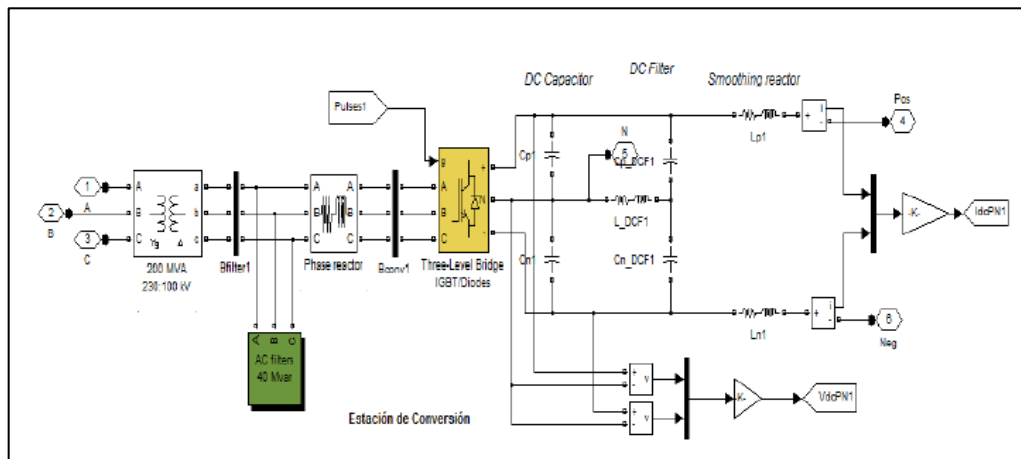 DC Capacitor
DC Filter
Smoothing reactor
Pulses1
N
5
Pos
4
Lp1
i
+
-
Cp1
Cp_DCF1
g
+
A
B
C
N
-
1
A
2
B
3
C
A
B
C
a
b
c
Yg
Δ
200 MVA
230:100 kV
Bfilter1
A
B
C
A
B
C
Phase reactor
Bconv1
Three-Level Bridge
IGBT/Diodes
L_DCF1
Cn1
Cn_DCF1
Ln1
i
+
-
6
Neg
-K-
IdcPN1
A
B
C
AC filters
40 Mvar
Estación de Conversión
+
-
v
+
-
v
-K-
VdcPN1